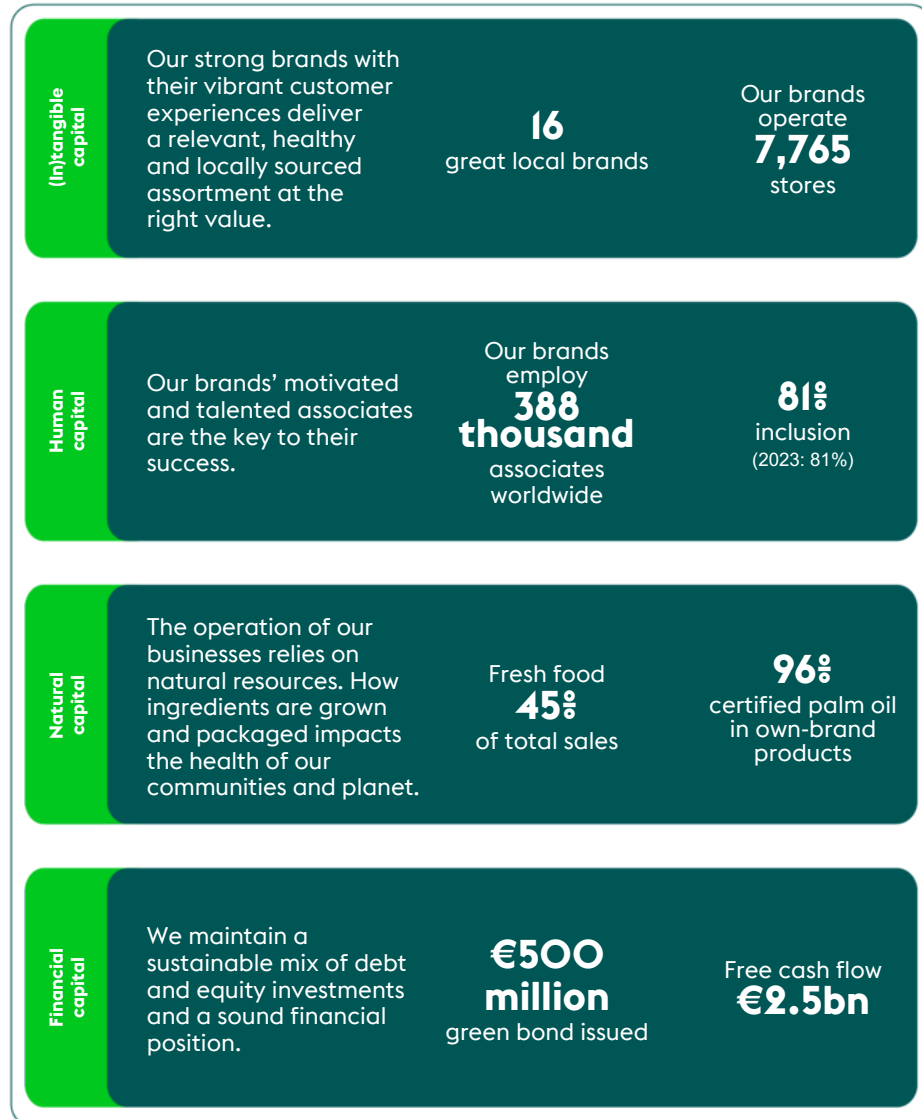 (In)tangible
capital
Our strong brands with
their vibrant customer
experiences deliver
a relevant, healthy
and locally sourced
assortment at the
right value.
16
great local brands
Our brands
operate
7,765
stores
Human
capital
Our brands’ motivated
and talented associates
are the key to their
success.
Our brands
employ
388
thousand
associates
worldwide
81%
inclusion
(2023: 81%)
Natural
capital
The operation of our
businesses relies on
natural resources. How
ingredients are grown
and packaged impacts
the health of our
communities and planet.
Fresh food
45%
of total sales
96%
certified palm oil
in own-brand
products
Financial
capital
We maintain a
sustainable mix of debt
and equity investments
and a sound financial
position.
€500
million
green bond issued
Free cash flow
€2.5bn